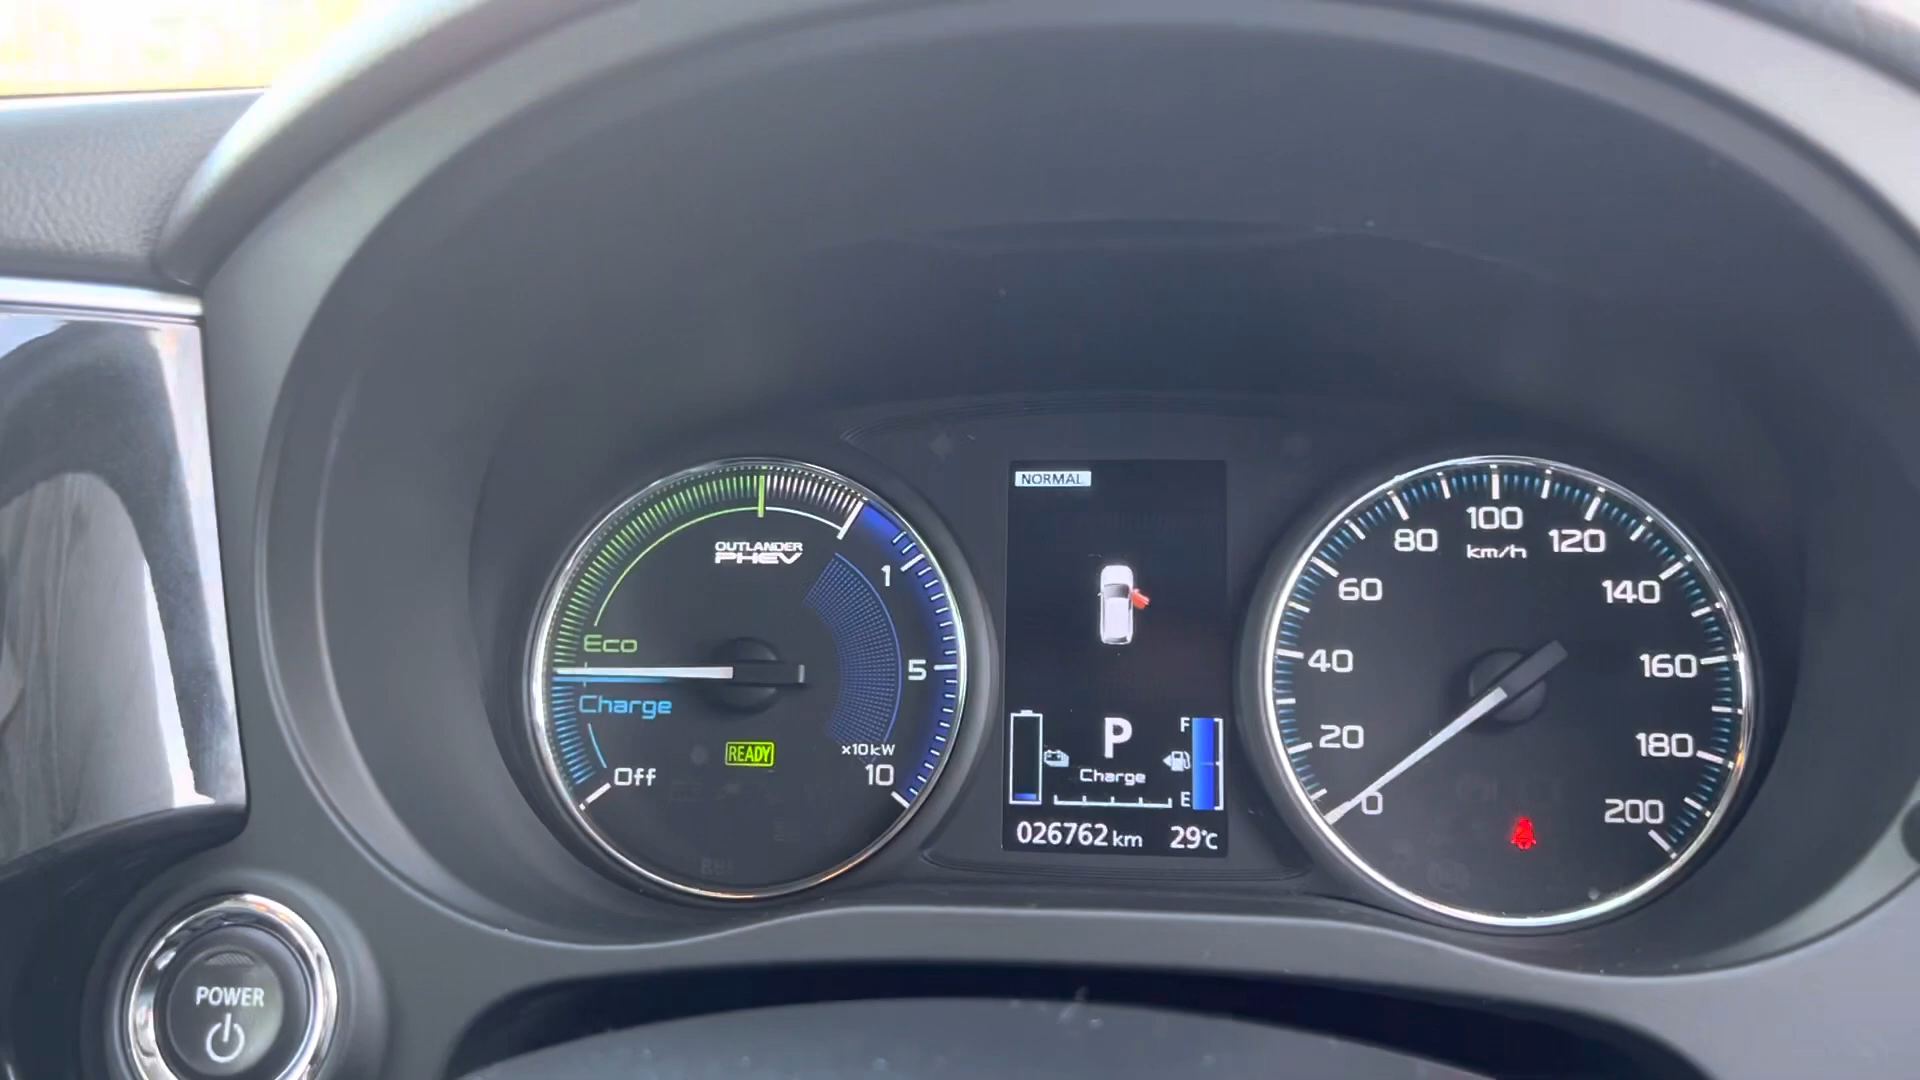 OUTLANDER
PHEV
Eco
Charge
Off
READY
1
5
×10kW
10
NORMAL
P
Charge
F
E
026762 km
29°C
0
20
40
60
80
100
km/h
120
140
160
180
200
POWER